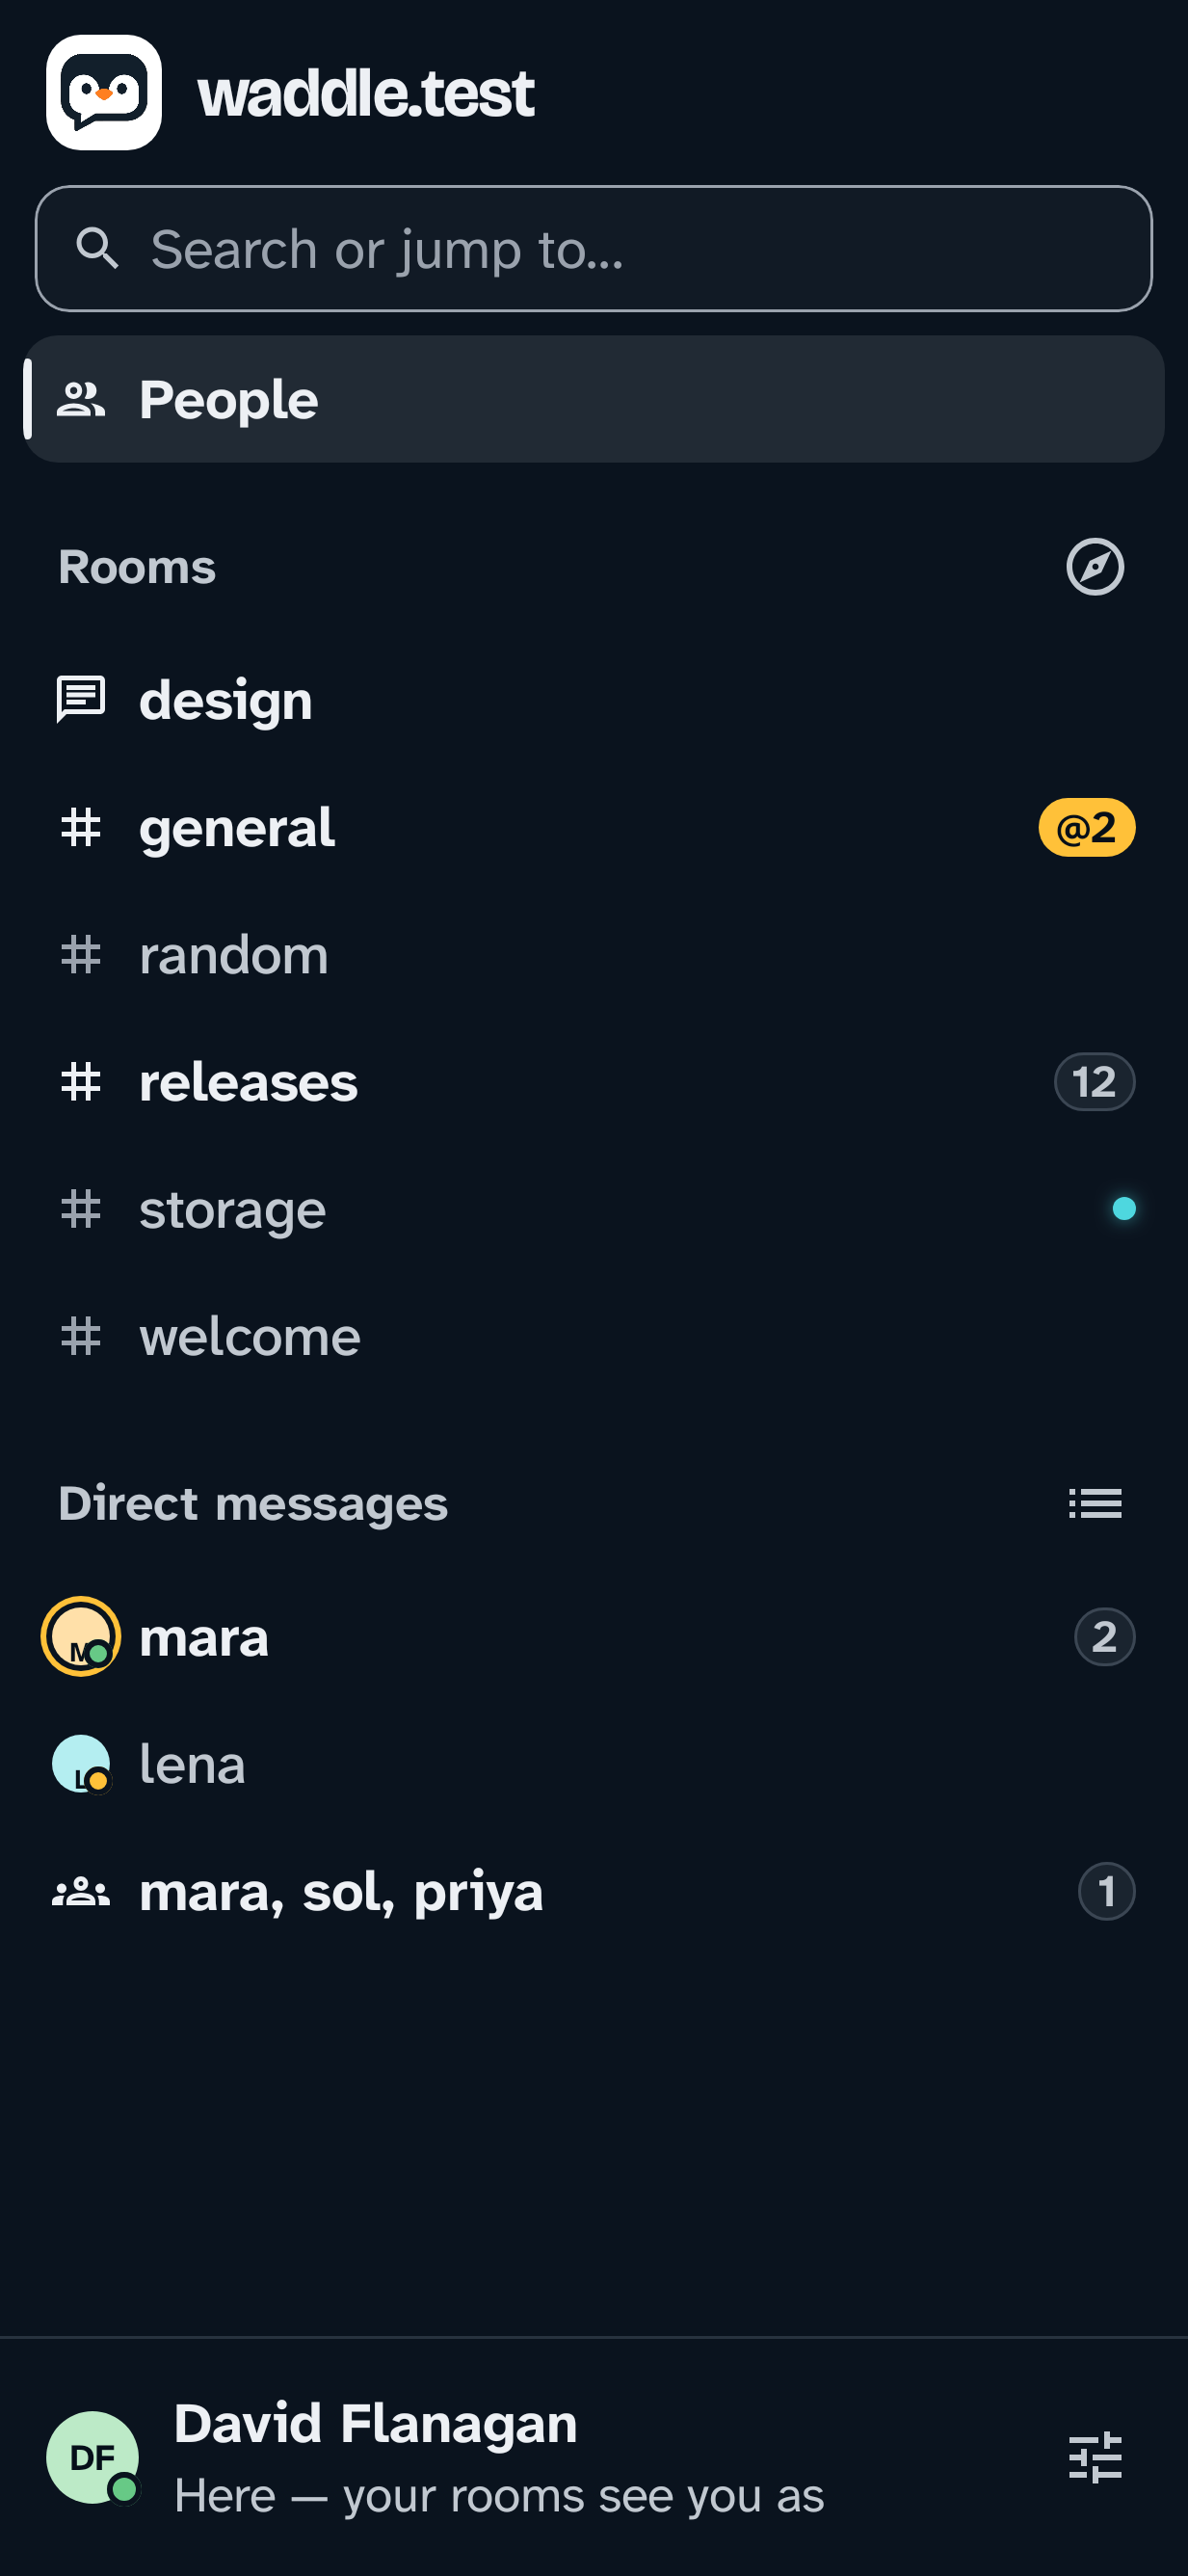 waddle.test
Search or jump to...
People
Rooms
design
general
@2
random
releases
12
storage
welcome
Direct messages
M
mara
2
L
lena
mara, sol, priya
1
DF
David Flanagan
Here — your rooms see you as